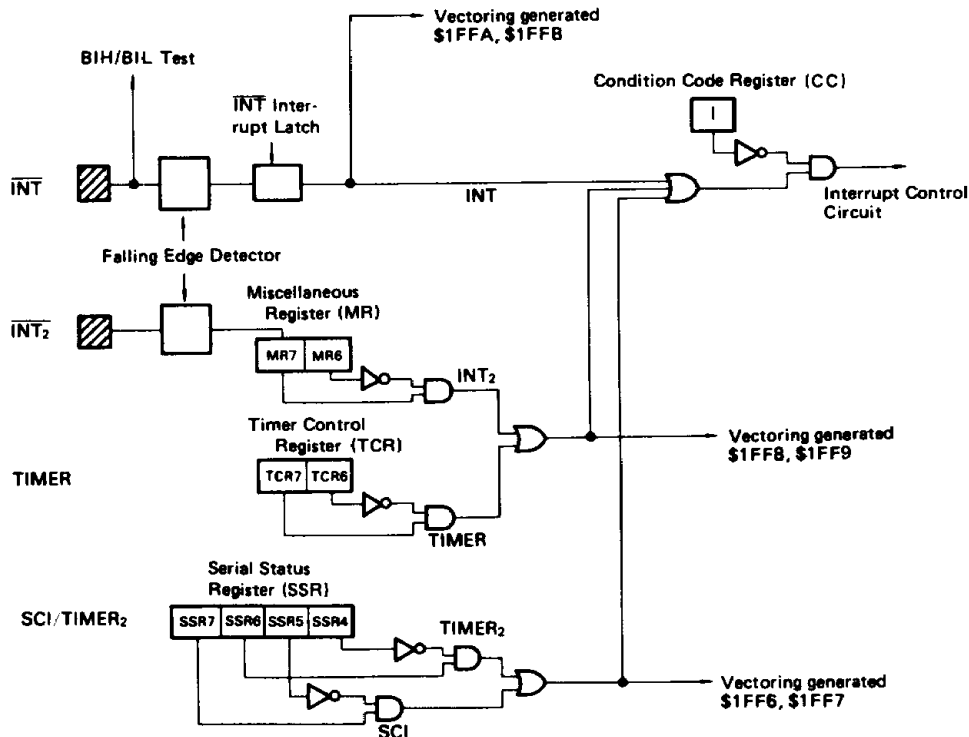 Vectoring generated
$1FFA, $1FFB
BIH/BIL Test
Condition Code Register (CC)
I
INT Inter-
rupt Latch
INT
INT
Interrupt Control
Circuit
Falling Edge Detector
INT2
Miscellaneous
Register (MR)
MR7 MR6
INT2
Timer Control
Register (TCR)
Vectoring generated
$1FF8, $1FF9
TIMER
TCR7 TCR6
TIMER
Serial Status
Register (SSR)
SCI/TIMER2
SSR7 SSR6 SSR5 SSR4
TIMER2
Vectoring generated
$1FF6, $1FF7
SCI